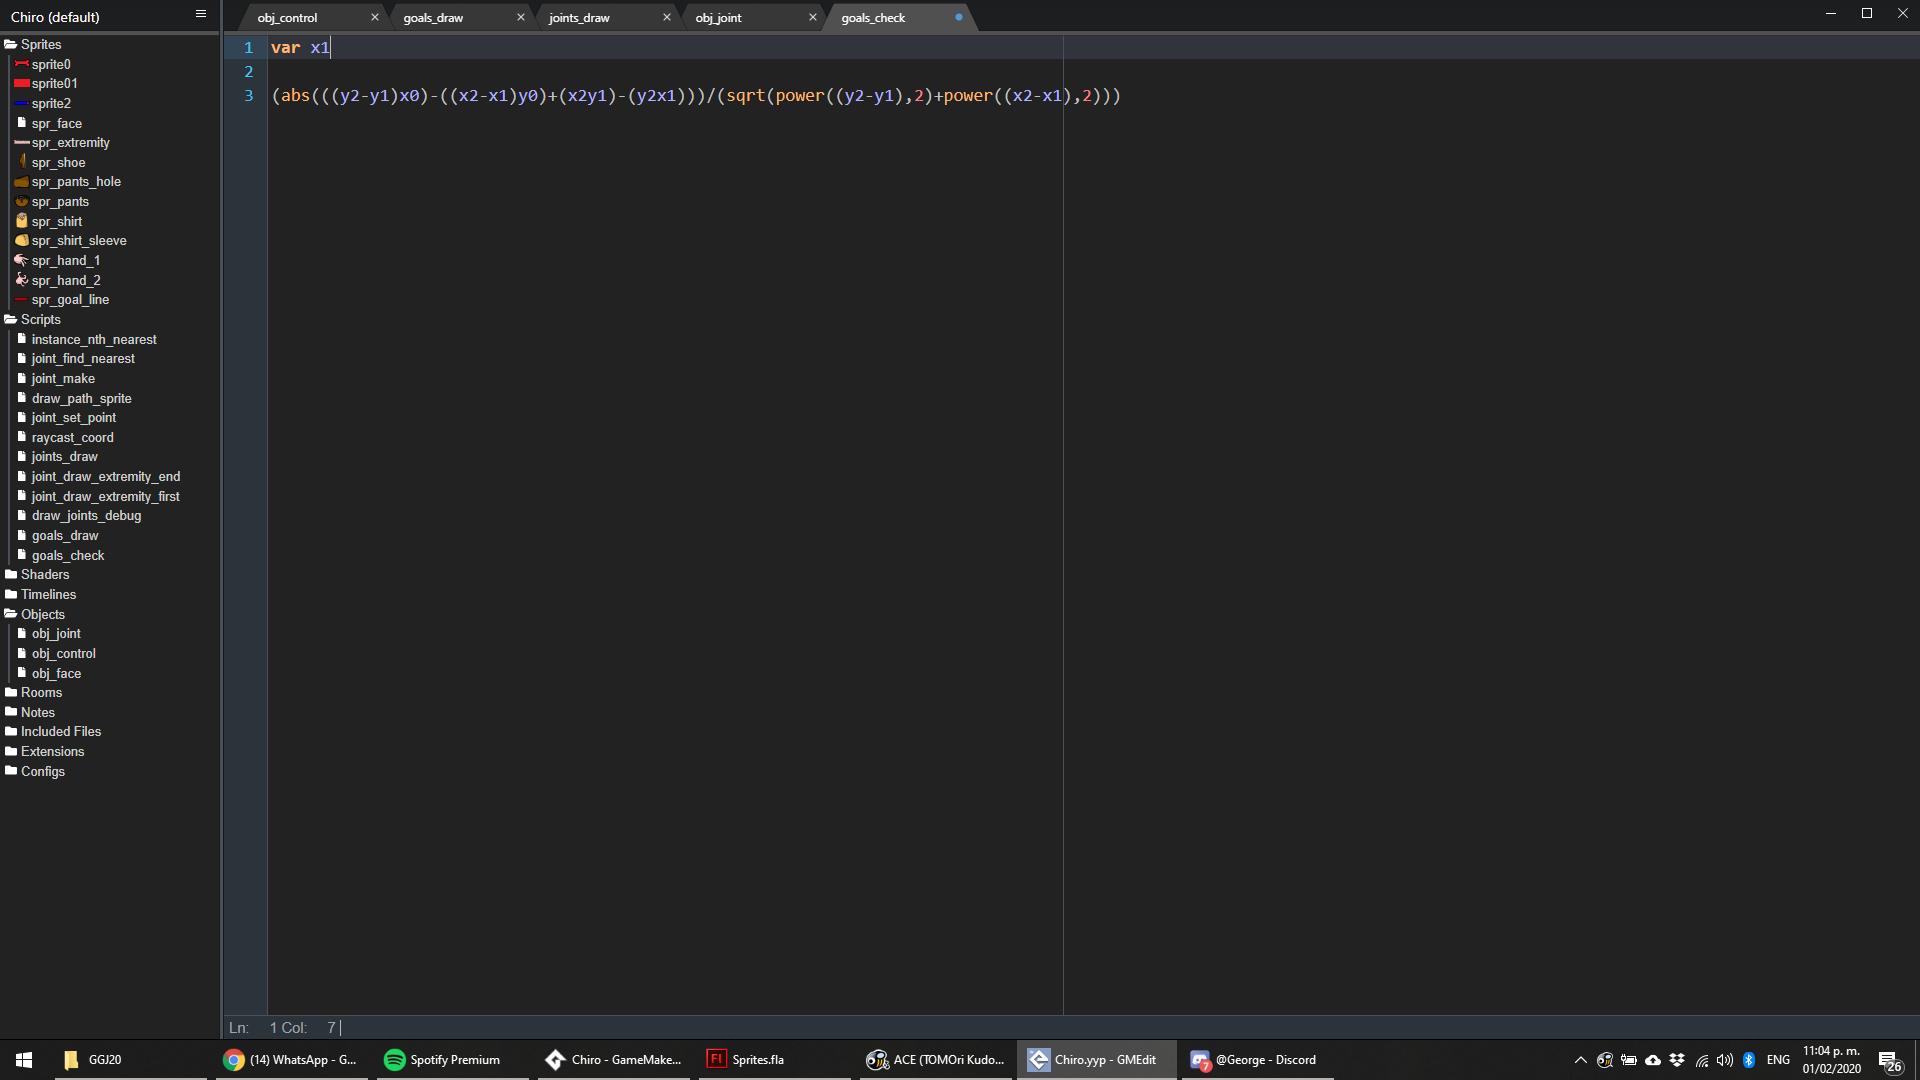 Chiro (default)
obj_control
goals_draw
joints_draw
obj_joint
goals_check
Sprites
sprite0
sprite01
sprite2
spr_face
spr_extremity
spr_shoe
spr_pants_hole
spr_pants
spr_shirt
spr_shirt_sleeve
spr_hand_1
spr_hand_2
spr_goal_line
Scripts
instance_nth_nearest
joint_find_nearest
joint_make
draw_path_sprite
joint_set_point
raycast_coord
joints_draw
joint_draw_extremity_end
joint_draw_extremity_first
draw_joints_debug
goals_draw
goals_check
Shaders
Timelines
Objects
obj_joint
obj_control
obj_face
Rooms
Notes
Included Files
Extensions
Configs
1 var x1
2
3 (abs(((y2-y1)x0)-((x2-x1)y0)+(x2y1)-(y2x1)))/(sqrt(power((y2-y1),2)+power((x2-x1),2)))
Ln: 1 Col: 7
GGJ20
(14) WhatsApp - G...
Spotify Premium
Chiro - GameMake...
Fl Sprites.fla
ACE (TOMOri Kudo...
Chiro.yyp - GMEdit
7 @George - Discord
ENG
11:04 p. m.
01/02/2020
26